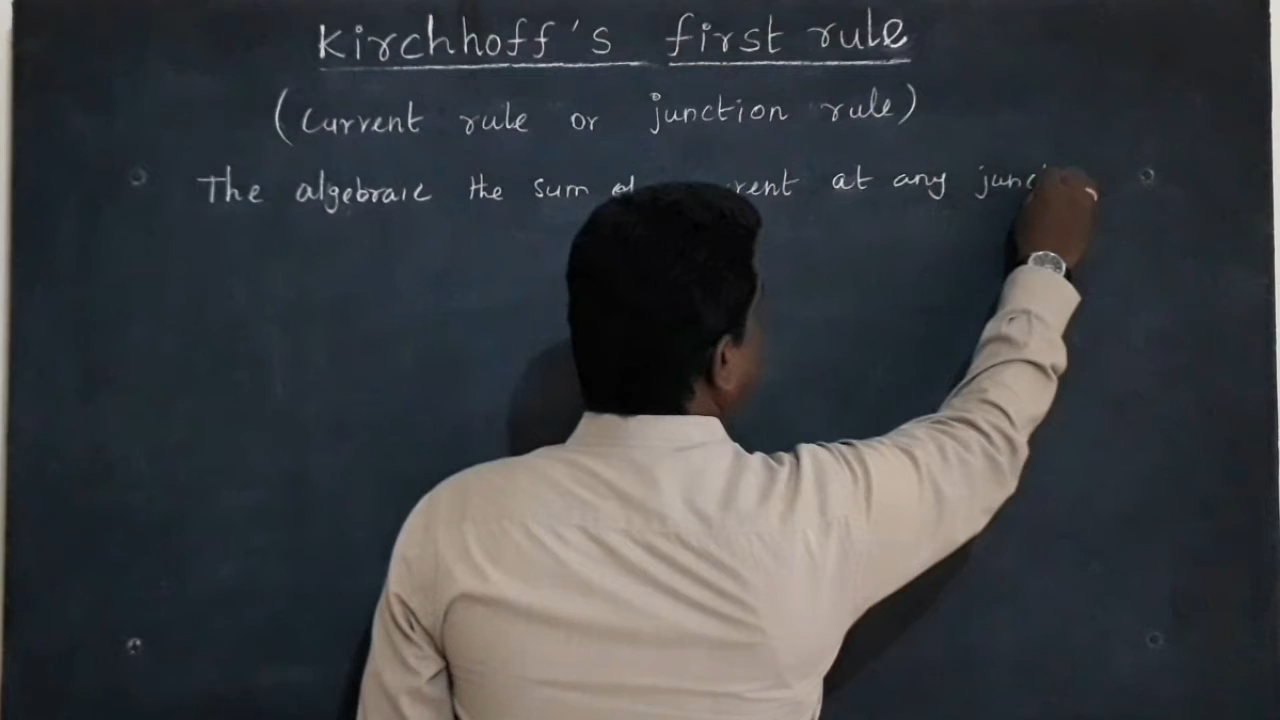 Kirchhoff's first rule
(Current rule or junction rule)
The algebraic the sum at any